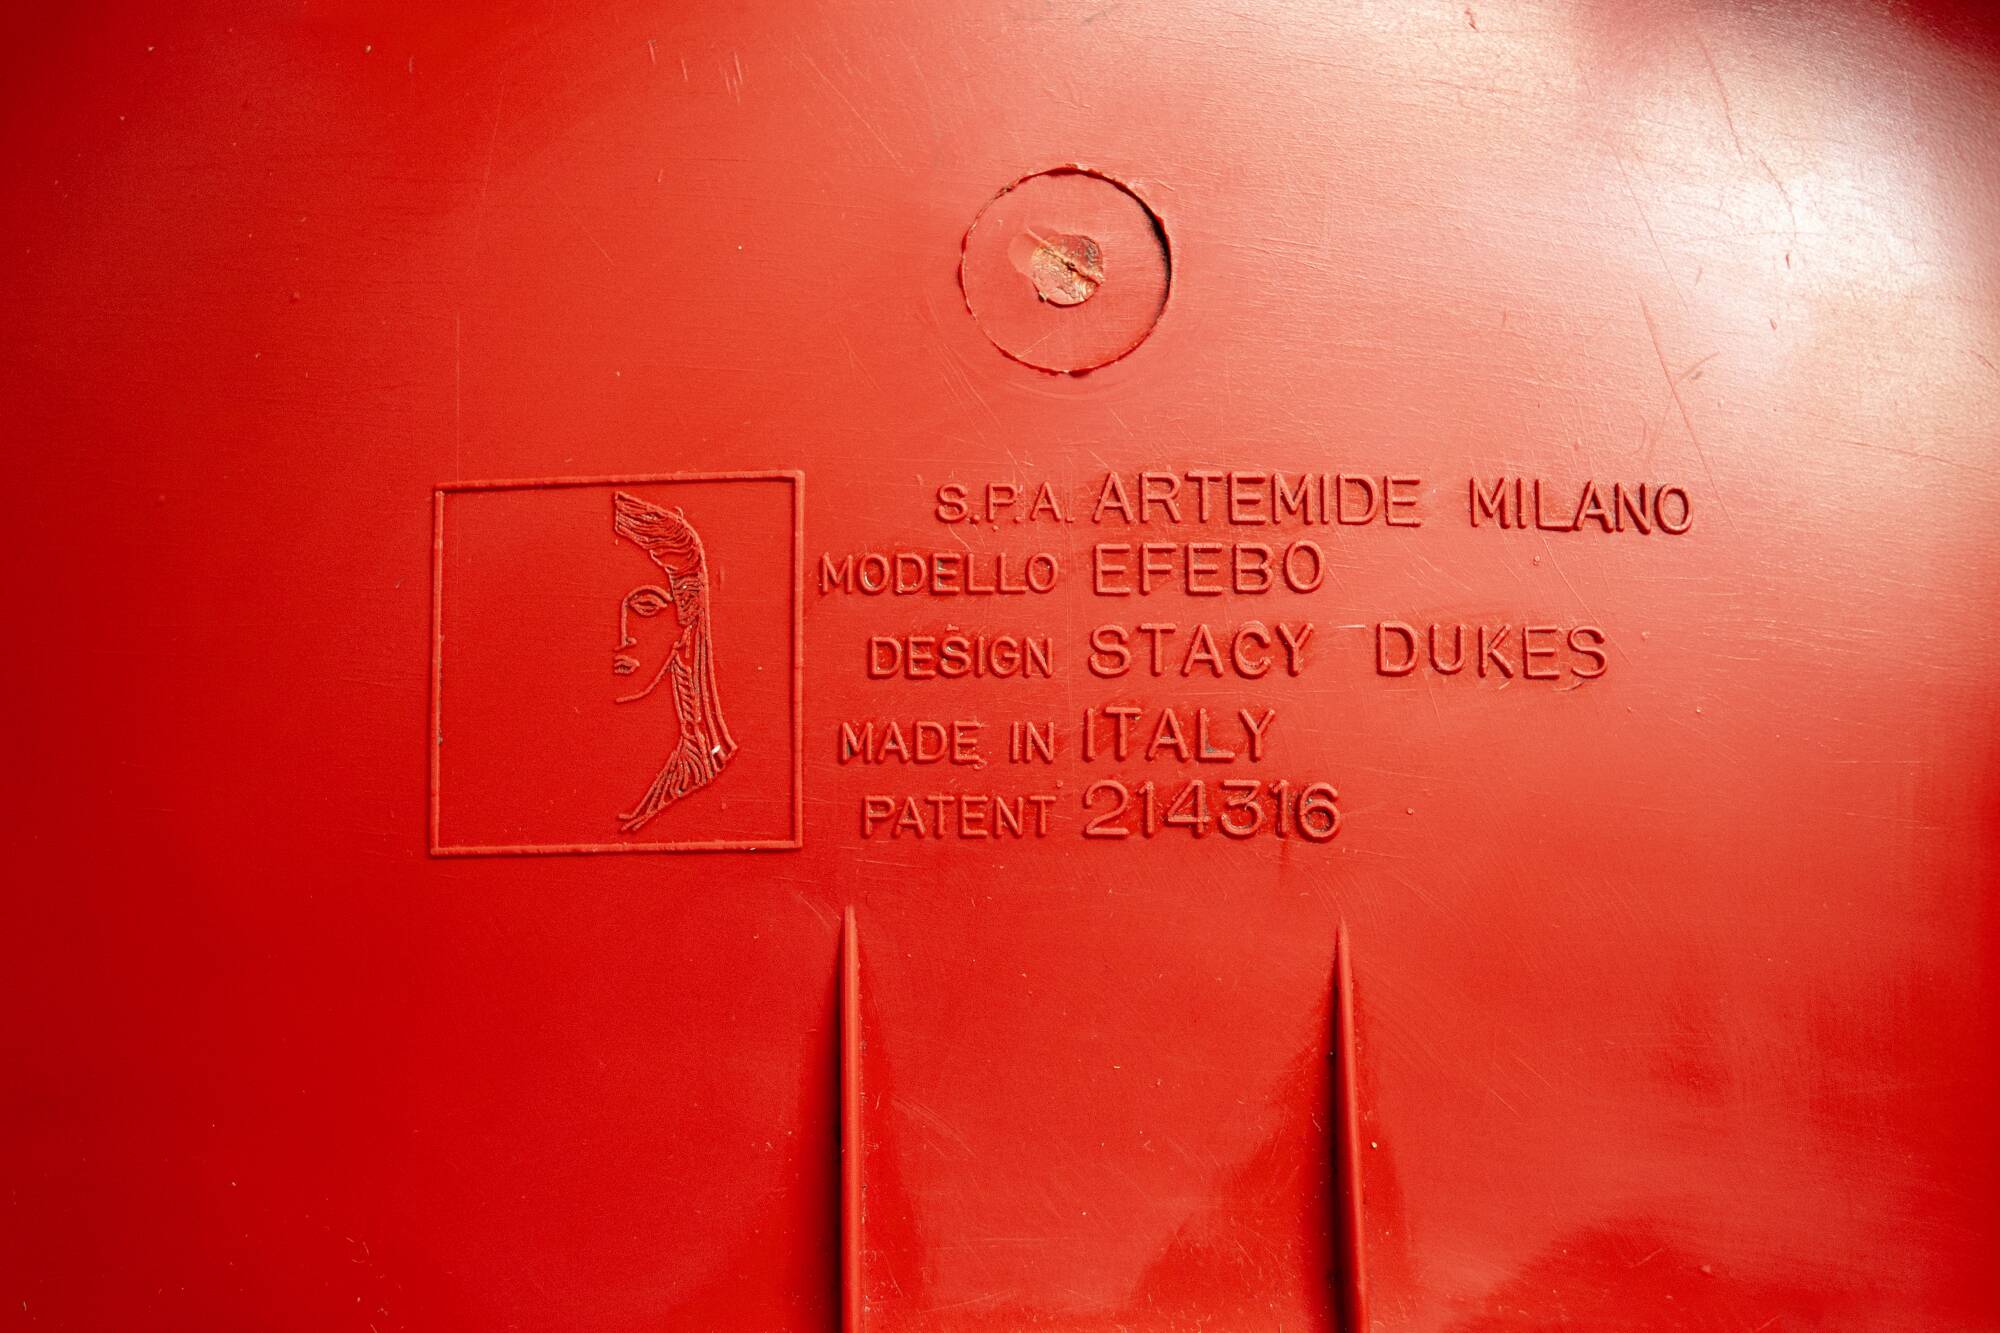 S.P.A. ARTEMIDE MILANO
MODELLO EFEBO
DESIGN STACY DUKES
MADE IN ITALY
PATENT 214316